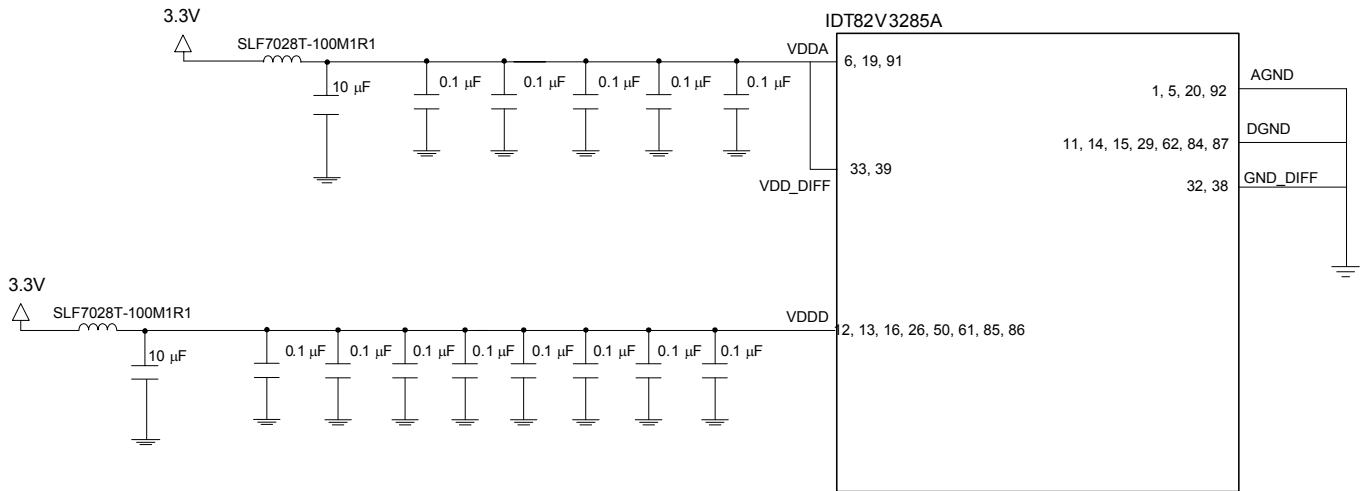 3.3V
IDT82V3285A
SLF7028T-100M1R1
VDDA
6, 19, 91
10 µF
0.1 µF
0.1 µF
0.1 µF
0.1 µF
0.1 µF
AGND
1, 5, 20, 92
DGND
11, 14, 15, 29, 62, 84, 87
33, 39
VDD_DIFF
GND_DIFF
32, 38
3.3V
SLF7028T-100M1R1
VDDD
12, 13, 16, 26, 50, 61, 85, 86
10 µF
0.1 µF
0.1 µF
0.1 µF
0.1 µF
0.1 µF
0.1 µF
0.1 µF
0.1 µF